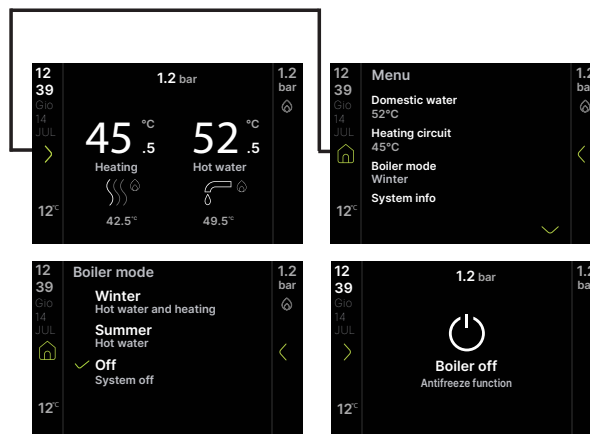 12
39
Gio
14
JUL
12°C
1.2 bar
45.5 °C
52.5 °C
Heating
Hot water
42.5°C
49.5°C
1.2
bar
12
39
Gio
14
JUL
12°C
Menu
Domestic water
52°C
Heating circuit
45°C
Boiler mode
Winter
System info
1.2
12
39
Gio
14
JUL
12°C
Boiler mode
Winter
Hot water and heating
Summer
Hot water
Off
System off
1.2
bar
12
39
Gio
14
JUL
12°C
1.2 bar
Boiler off
Antifreeze function
1.2